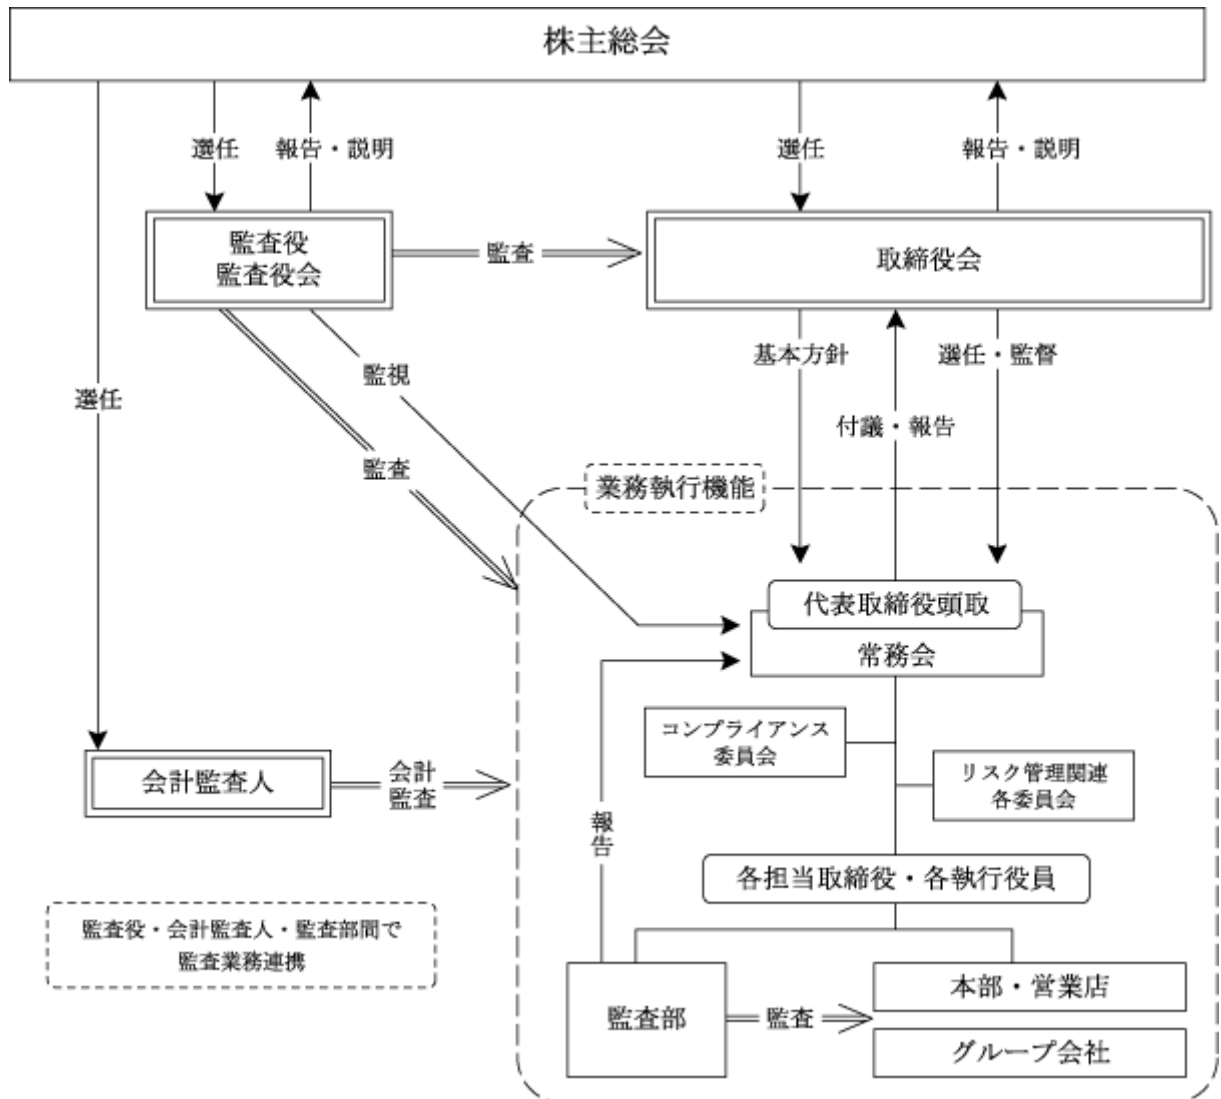 株主総会
選任
報告・説明
選任
報告・説明
監査役
監査役会
監査
取締役会
選任
監視
監査
基本方針
選任・監督
付議・報告
業務執行機能
代表取締役頭取
常務会
コンプライアンス
委員会
リスク管理関連
各委員会
会計監査人
会計
監査
報告
各担当取締役・各執行役員
監査役・会計監査人・監査部間で
監査業務連携
監査部
監査
本部・営業店
グループ会社